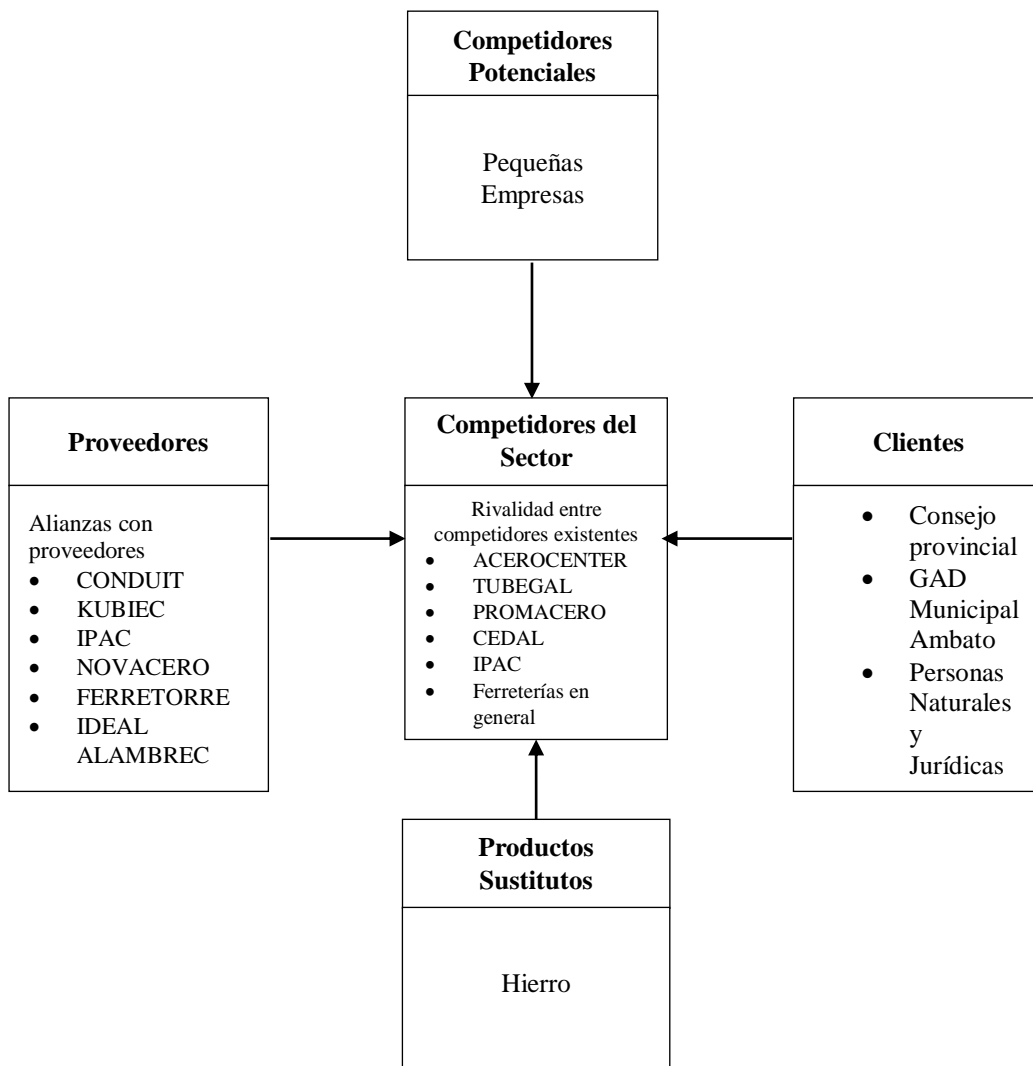 Competidores
Potenciales
Pequeñas
Empresas
Proveedores
Alianzas con
proveedores
• CONDUIT
• KUBIEC
• IPAC
• NOVACERO
• FERRETORRE
• IDEAL
ALAMBREC
Competidores del
Sector
Rivalidad entre
competidores existentes
• ACEROCENTER
• TUBEGAL
• PROMACERO
• CEDAL
• IPAC
• Ferreterías en
general
Clientes
• Consejo
provincial
• GAD
Municipal
Ambato
• Personas
Naturales
y
Jurídicas
Productos
Sustitutos
Hierro